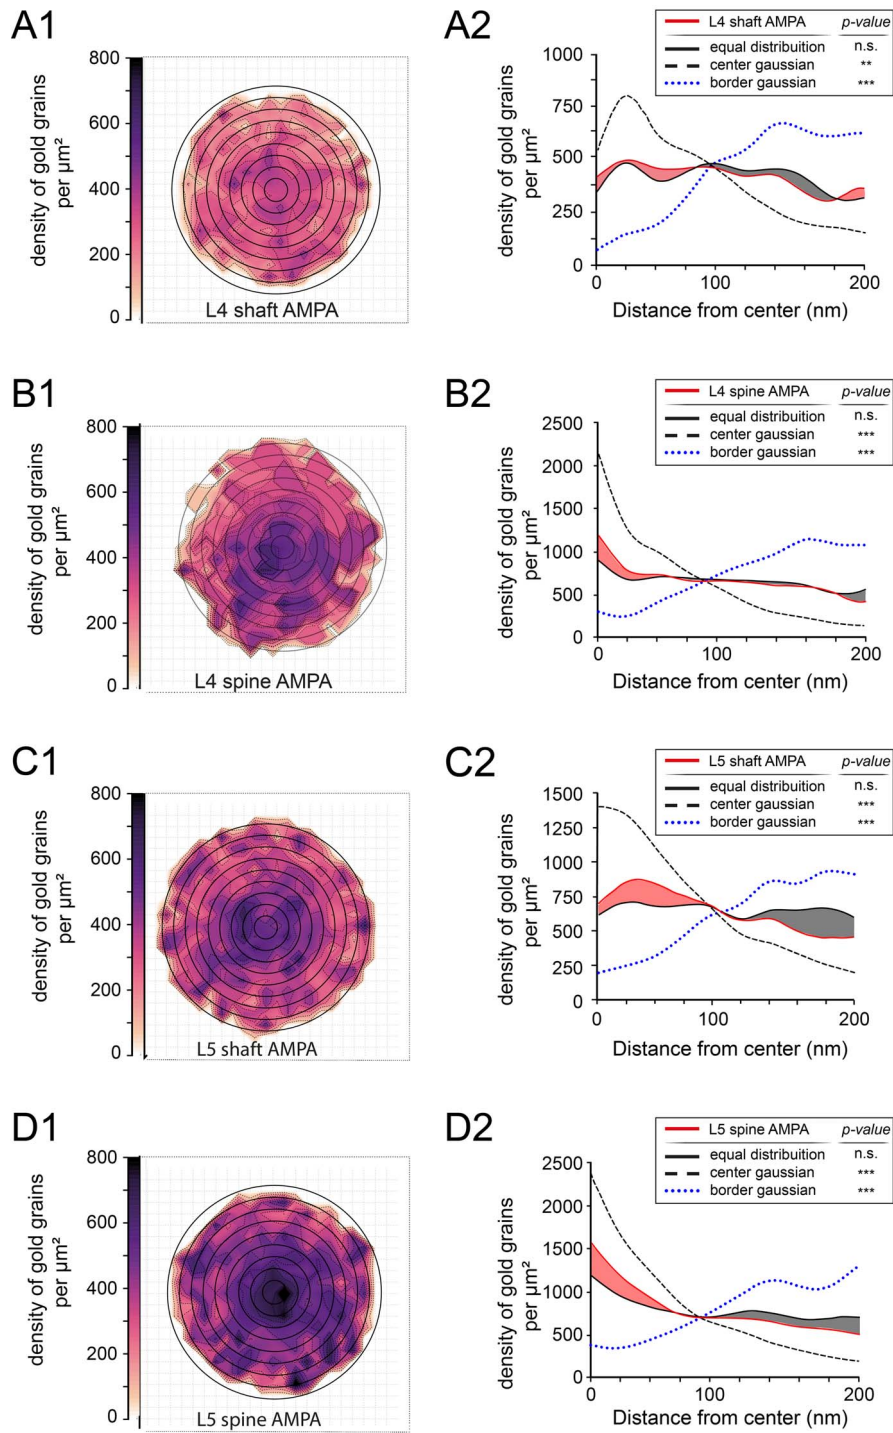 A1
800
600
400
200
0
density of gold grains
per µm²
L4 shaft AMPA
A2
L4 shaft AMPA p-value
equal distribuition n.s.
center gaussian **
border gaussian ***
1000
750
500
250
0
density of gold grains
per µm²
0 100 200
Distance from center (nm)
B1
800
600
400
200
0
density of gold grains
per µm²
L4 spine AMPA
B2
L4 spine AMPA p-value
equal distribuition n.s.
center gaussian ***
border gaussian ***
2500
2000
1500
1000
500
0
density of gold grains
per µm²
0 100 200
Distance from center (nm)
C1
800
600
400
200
0
density of gold grains
per µm²
L5 shaft AMPA
C2
L5 shaft AMPA p-value
equal distribuition n.s.
center gaussian ***
border gaussian ***
1500
1250
1000
750
500
250
0
density of gold grains
per µm²
0 100 200
Distance from center (nm)
D1
800
600
400
200
0
density of gold grains
per µm²
L5 spine AMPA
D2
L5 spine AMPA p-value
equal distribuition n.s.
center gaussian ***
border gaussian ***
2500
2000
1500
1000
500
0
density of gold grains
per µm²
0 100 200
Distance from center (nm)